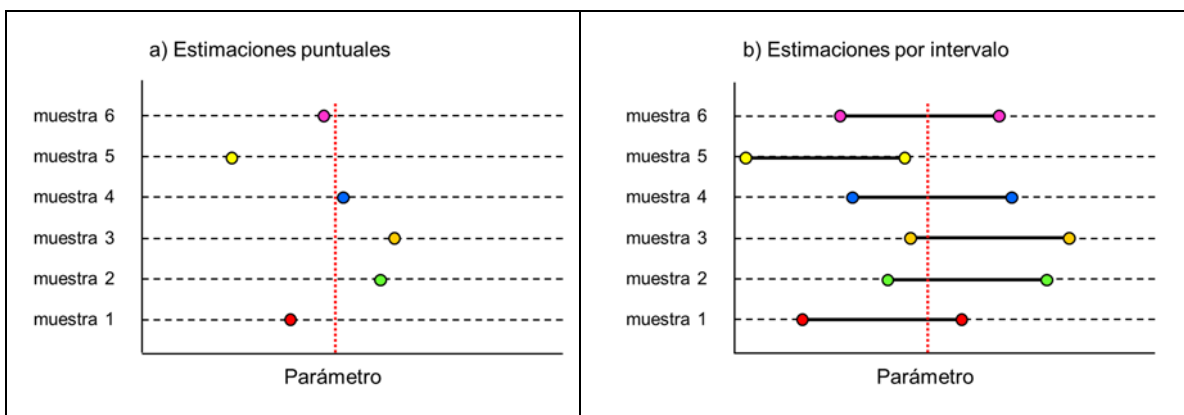 a) Estimaciones puntuales
muestra 6
muestra 5
muestra 4
muestra 3
muestra 2
muestra 1
Parámetro
b) Estimaciones por intervalo
muestra 6
muestra 5
muestra 4
muestra 3
muestra 2
muestra 1
Parámetro